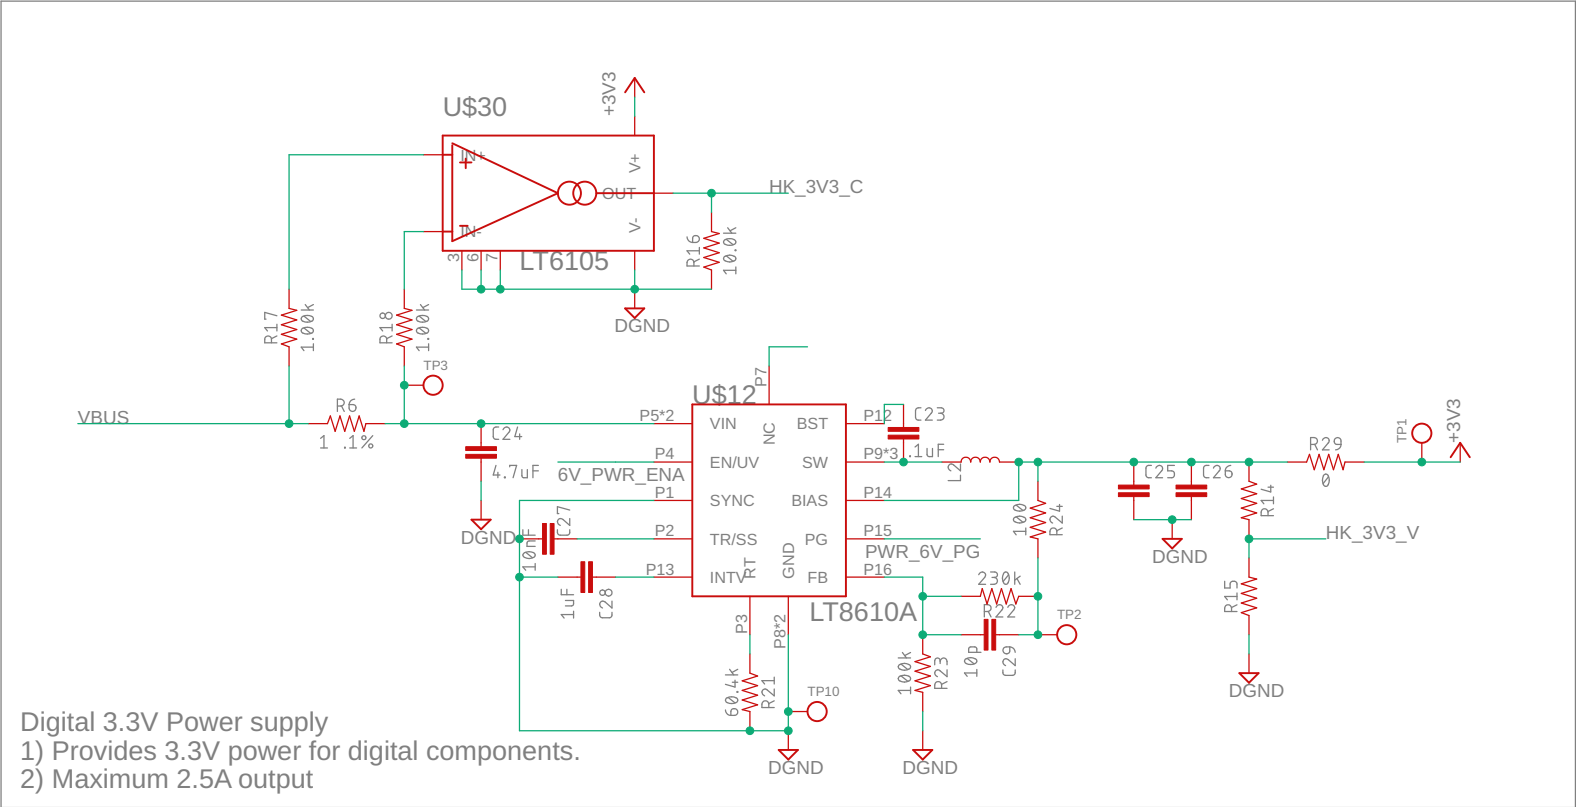 +3V3
U$30
IN+
V+
OUT
HK_3V3_C
IN-
V-
R16
10.0k
3
6
7
LT6105
DGND
R17
1.00k
R18
1.00k
TP3
VBUS
R6
1 .1%
C24
4.7uF
DGND
U$12
P7
NC
P5*2
VIN
P4
EN/UV
6V_PWR_ENA
P1
SYNC
P2
TR/SS
P13
INTV
RT
GND
BST
P12
SW
P9*3
BIAS
P14
PG
P15
PWR_6V_PG
FB
P16
LT8610A
C27
10nF
1uF
C28
P3
P8*2
60.4k
R21
TP10
DGND
C23
.1uF
L2
100
R24
230k
R22
10p
C29
TP2
100k
R23
DGND
C25
C26
DGND
R14
HK_3V3_V
R15
DGND
R29
0
TP1
+3V3
Digital 3.3V Power supply
1) Provides 3.3V power for digital components.
2) Maximum 2.5A output